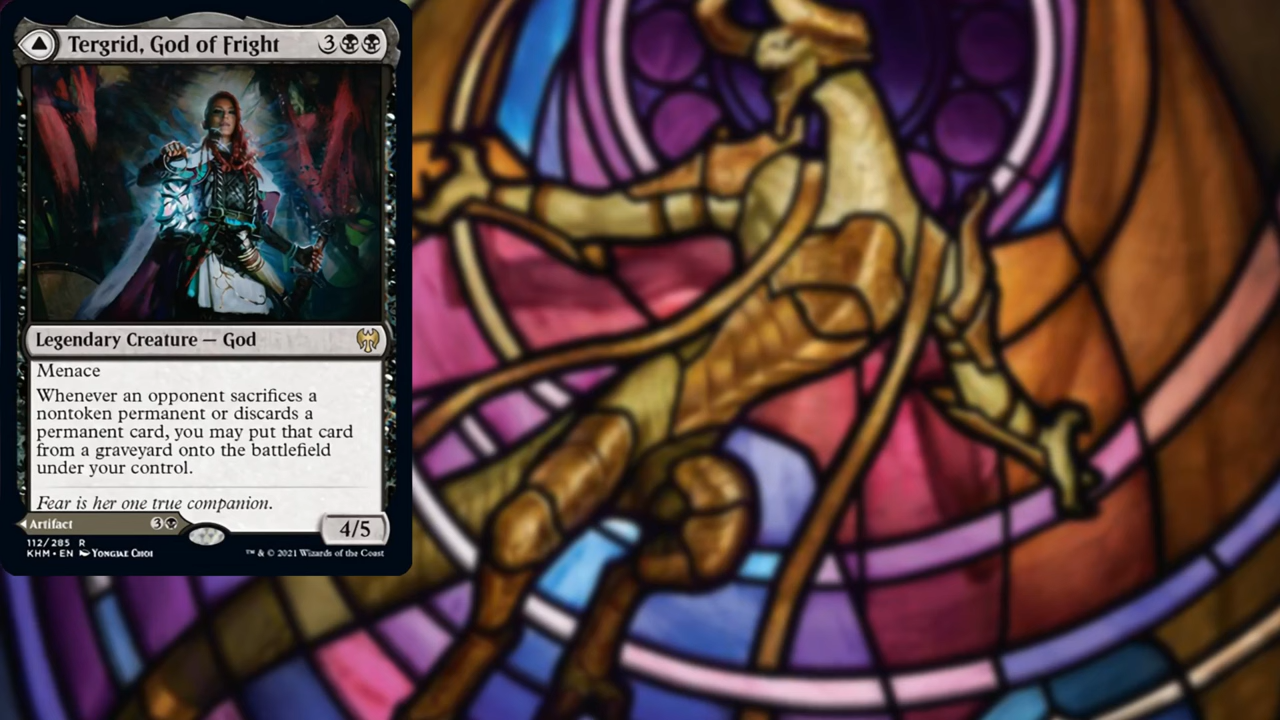 Tergrid, God of Fright 3
Legendary Creature — God
Menace
Whenever an opponent sacrifices a
nontoken permanent or discards a
permanent card, you may put that card
from a graveyard onto the battlefield
under your control.
Fear is her one true companion.
Artifact 3
4/5
112/285 R
KHM • EN Yongjae Choi
™ & © 2021 Wizards of the Coast